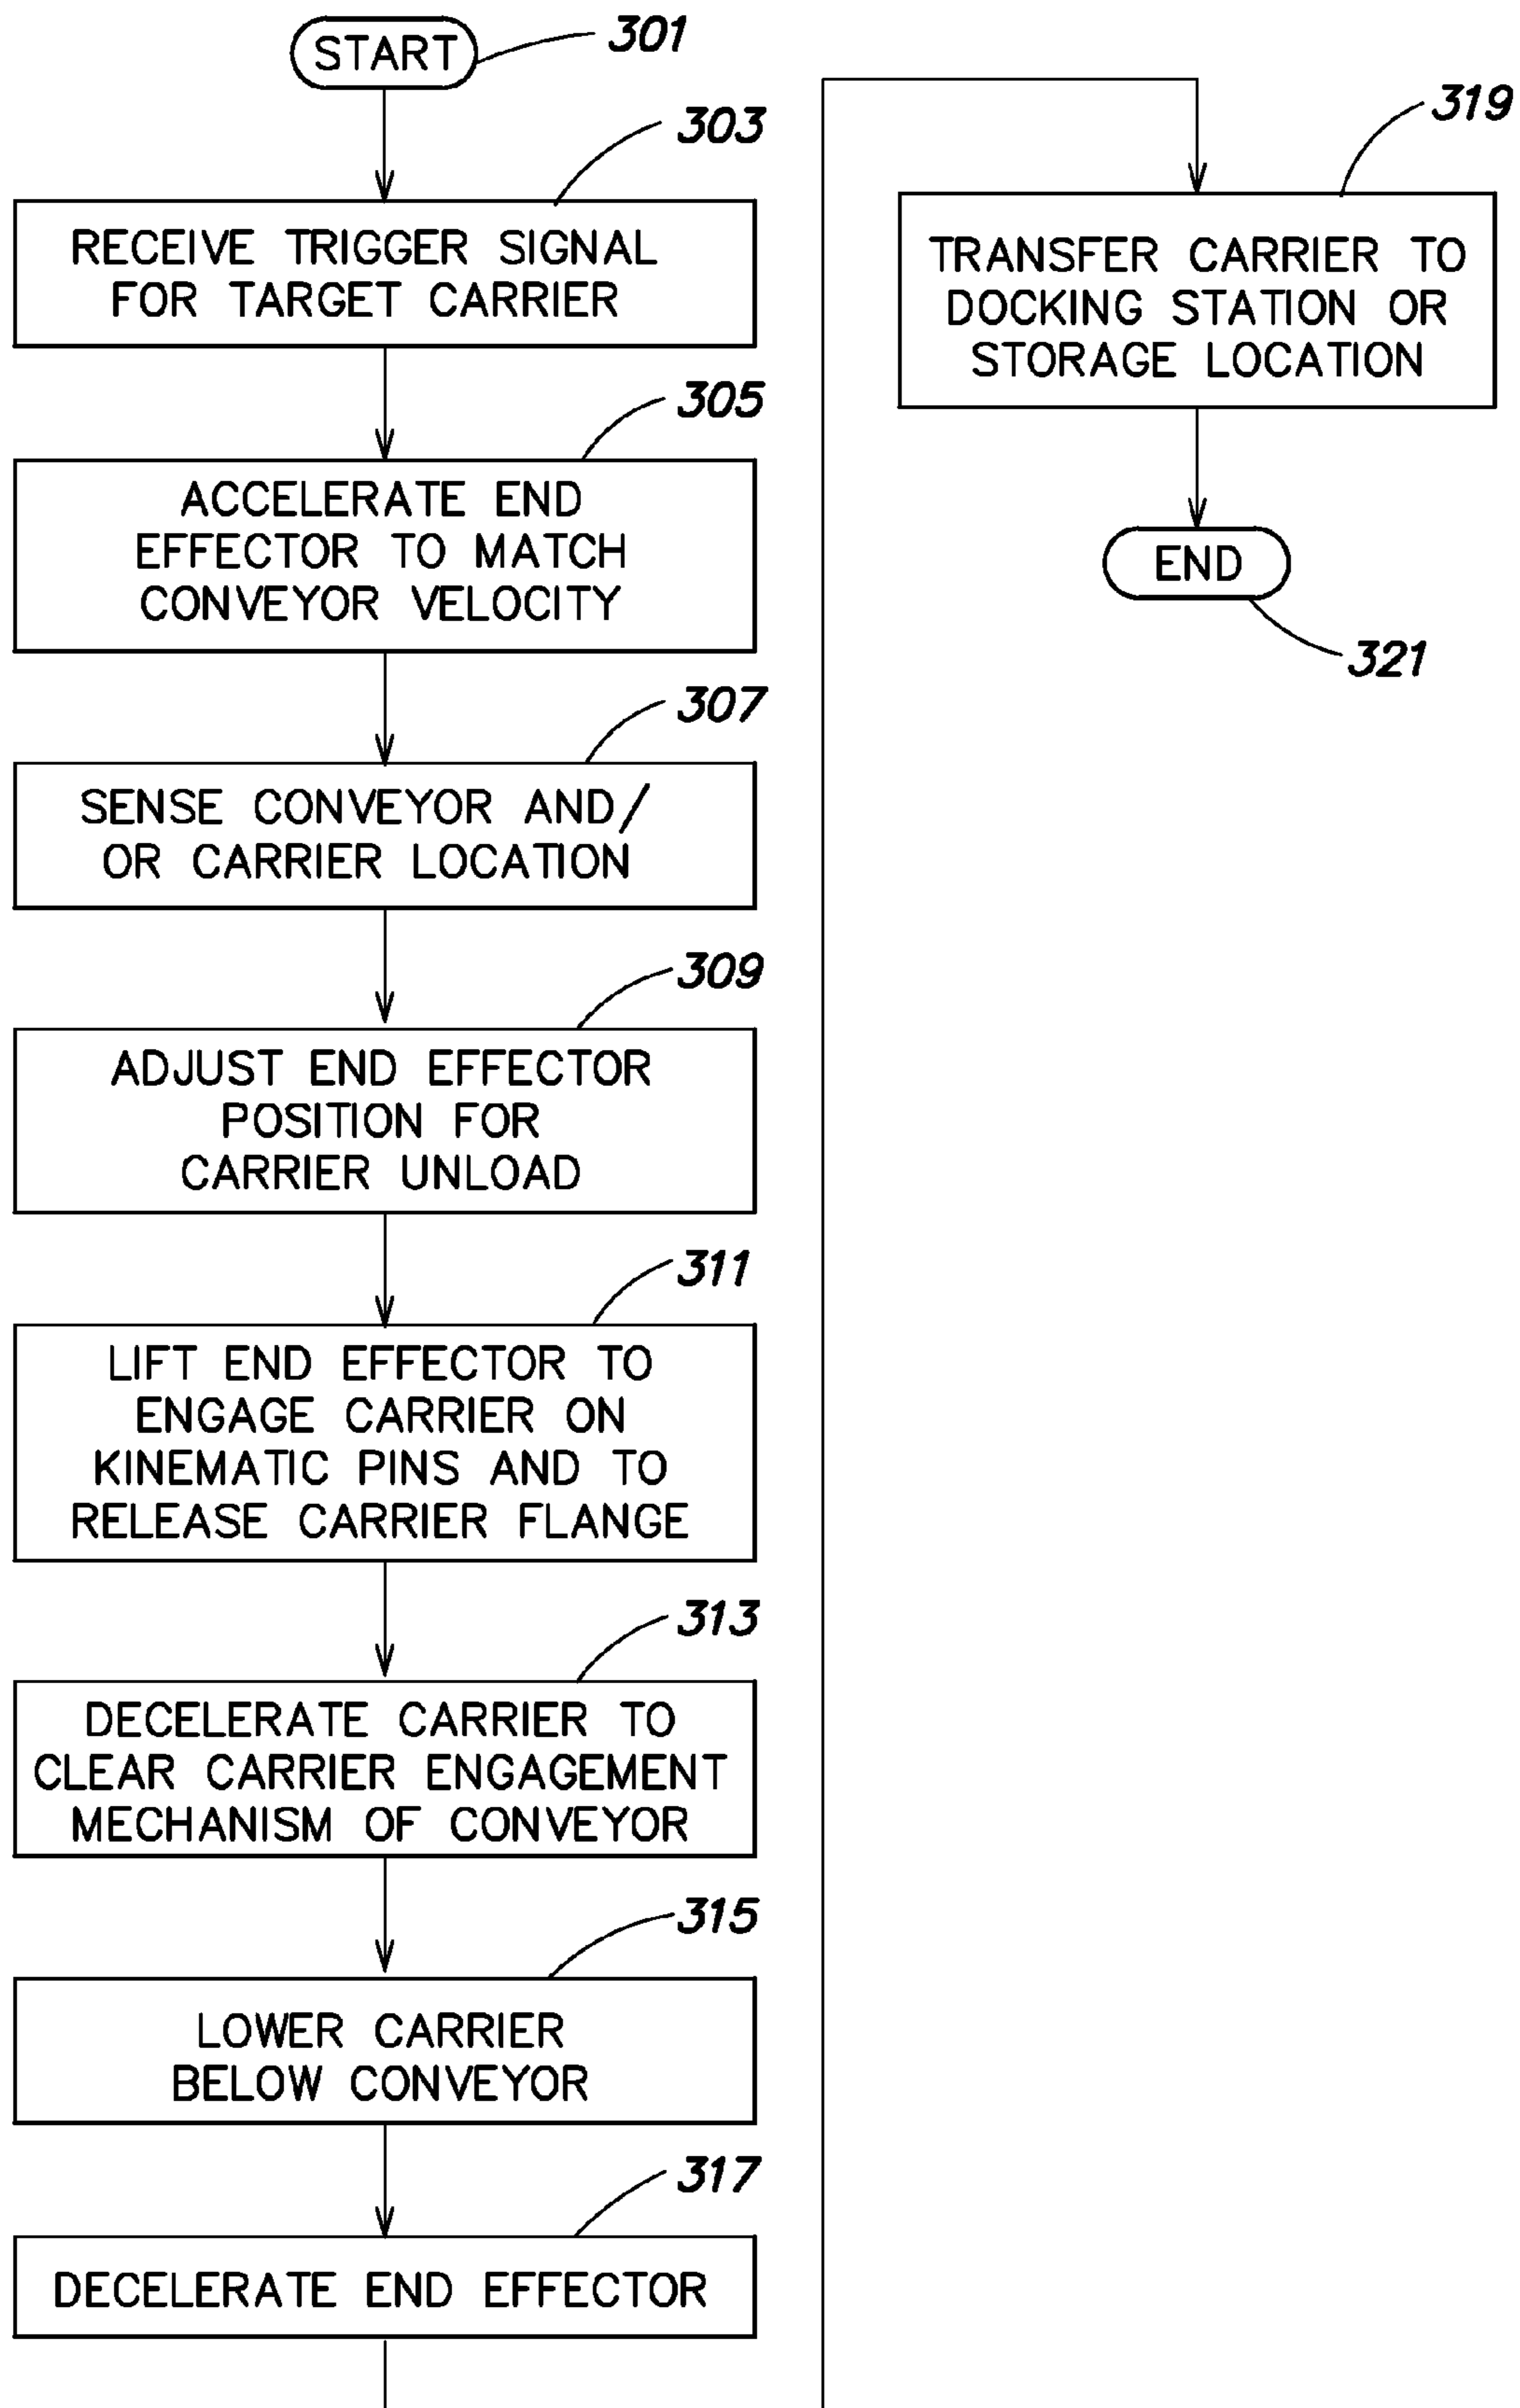 START
301
303
RECEIVE TRIGGER SIGNAL
FOR TARGET CARRIER
305
ACCELERATE END
EFFECTOR TO MATCH
CONVEYOR VELOCITY
307
SENSE CONVEYOR AND/
OR CARRIER LOCATION
309
ADJUST END EFFECTOR
POSITION FOR
CARRIER UNLOAD
311
LIFT END EFFECTOR TO
ENGAGE CARRIER ON
KINEMATIC PINS AND TO
RELEASE CARRIER FLANGE
313
DECELERATE CARRIER TO
CLEAR CARRIER ENGAGEMENT
MECHANISM OF CONVEYOR
315
LOWER CARRIER
BELOW CONVEYOR
317
DECELERATE END EFFECTOR
319
TRANSFER CARRIER TO
DOCKING STATION OR
STORAGE LOCATION
END
321